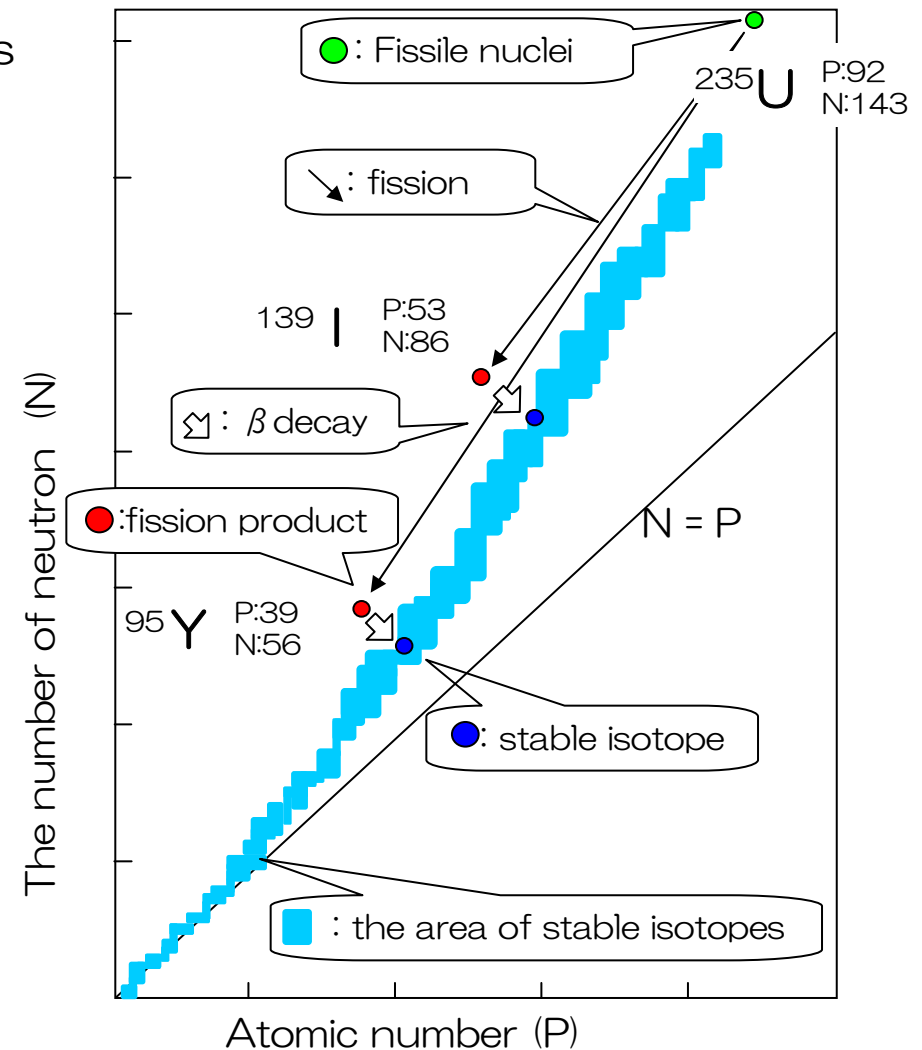 s
: Fissile nuclei
235U P:92
N:143
: fission
139 I P:53
N:86
: β decay
:fission product
N = P
95 Y P:39
N:56
: stable isotope
: the area of stable isotopes
The number of neutron (N)
Atomic number (P)